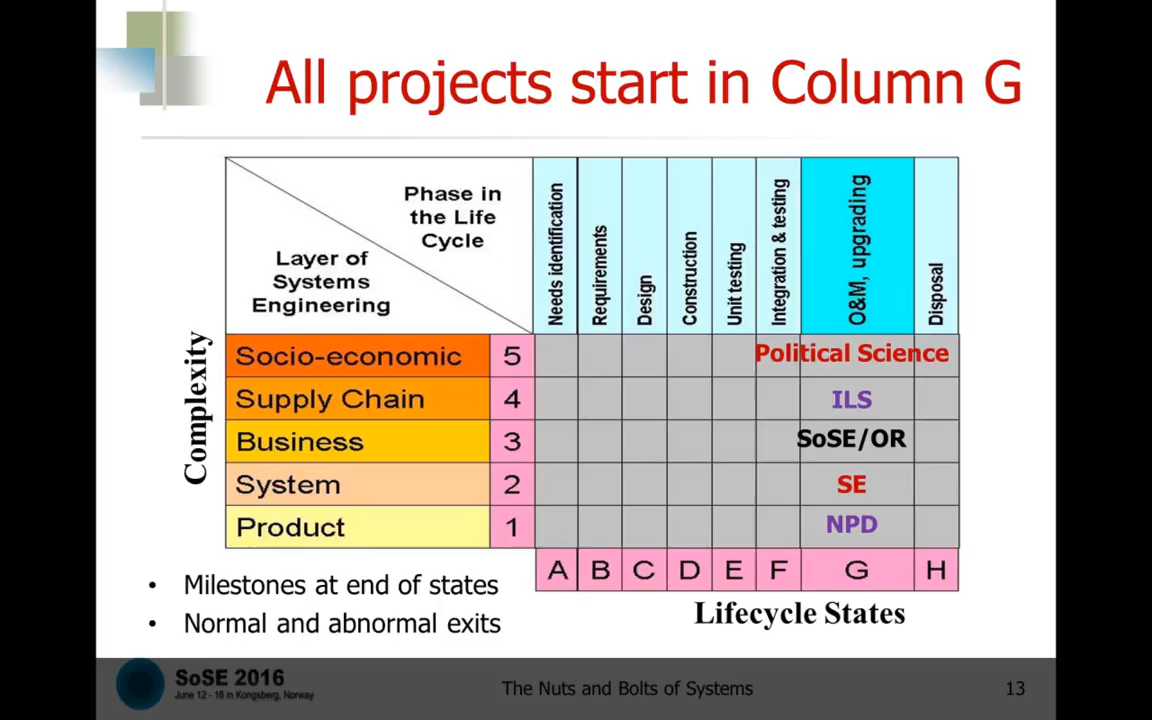 All projects start in Column G
Phase in
the Life
Cycle
Layer of
Systems
Engineering
Needs identification
Requirements
Design
Construction
Unit testing
Integration & testing
O&M, upgrading
Disposal
Complexity
Socio-economic 5 Political Science
Supply Chain 4 ILS
Business 3 SoSE/OR
System 2 SE
Product 1 NPD
A B C D E F G H
Lifecycle States
• Milestones at end of states
• Normal and abnormal exits
SoSE 2016
June 12 - 16 in Kongsberg, Norway
The Nuts and Bolts of Systems
13